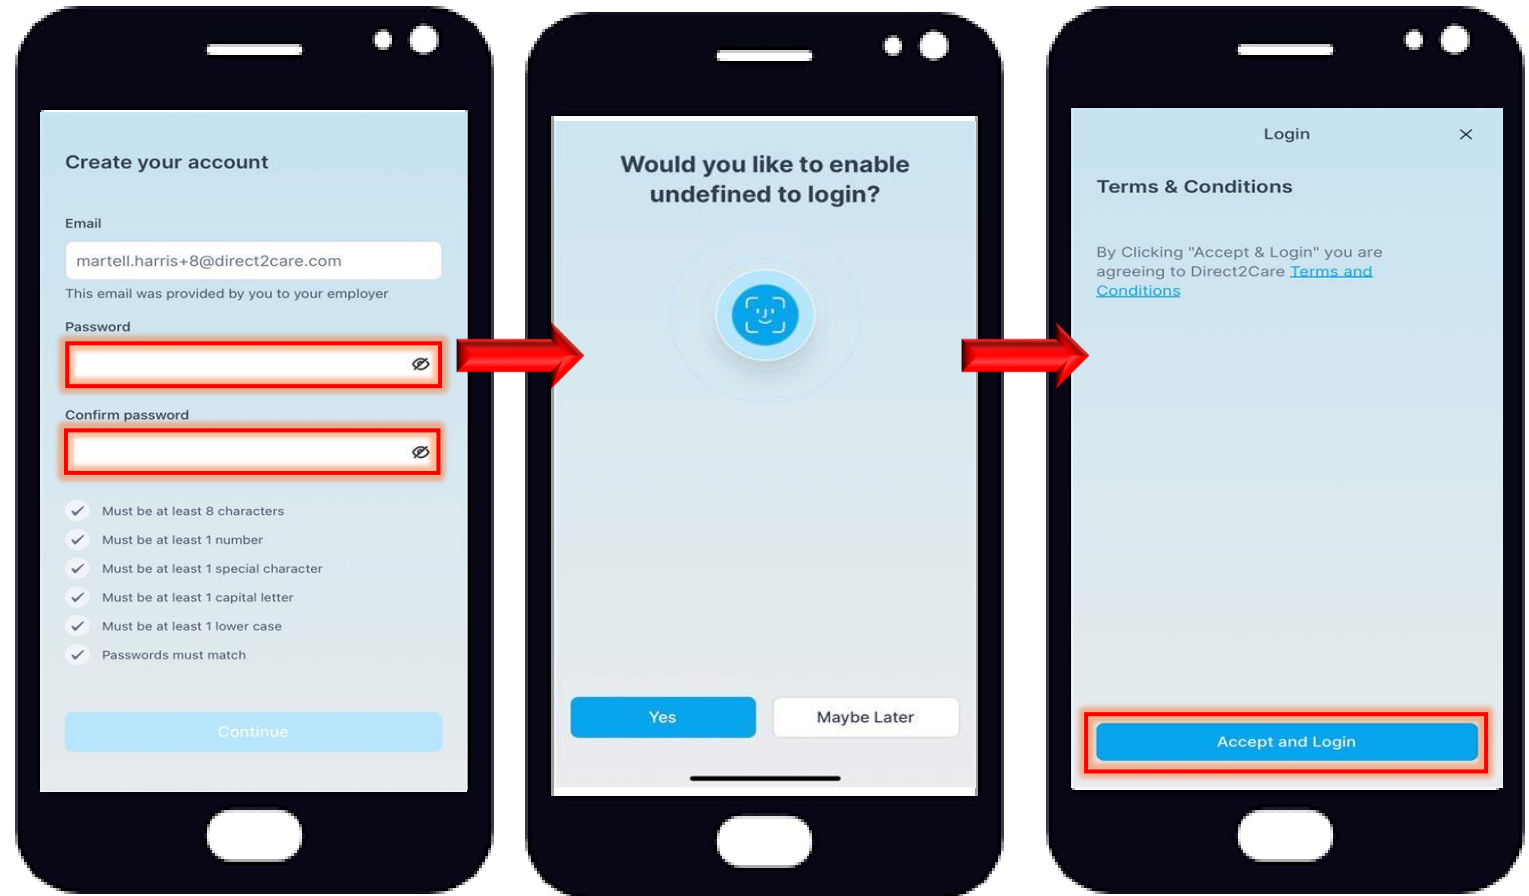 Create your account
Email
martell.harris+8@direct2care.com
This email was provided by you to your employer
Password
Confirm password
Must be at least 8 characters
Must be at least 1 number
Must be at least 1 special character
Must be at least 1 capital letter
Must be at least 1 lower case
Passwords must match
Continue
Would you like to enable
undefined to login?
Yes
Maybe Later
Login
Terms & Conditions
By Clicking "Accept & Login" you are
agreeing to Direct2Care Terms and
Conditions
Accept and Login